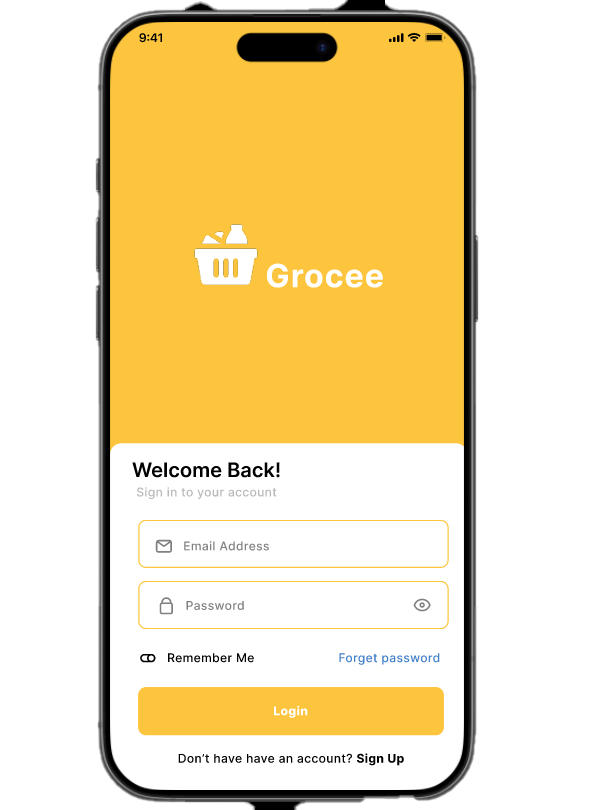 9:41
Grocee
Welcome Back!
Sign in to your account
Email Address
Password
Remember Me Forget password
Login
Don't have have an account? Sign Up